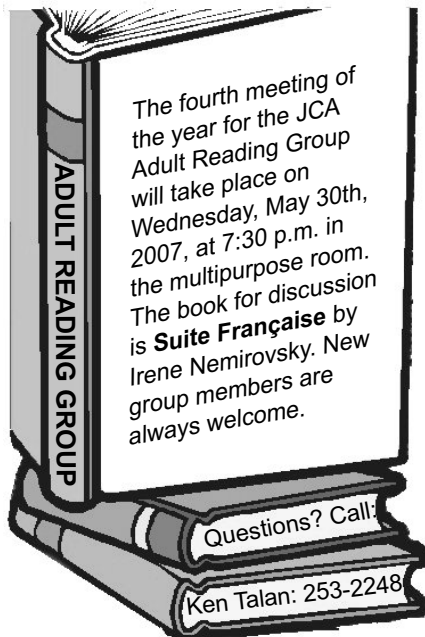 ADULT READING GROUP
The fourth meeting of
the year for the JCA
Adult Reading Group
will take place on
Wednesday, May 30th,
2007, at 7:30 p.m. in
the multipurpose room.
The book for discussion
is Suite Française by
Irene Nemirovsky. New
group members are
always welcome.
Questions? Call:
Ken Talan: 253-2248